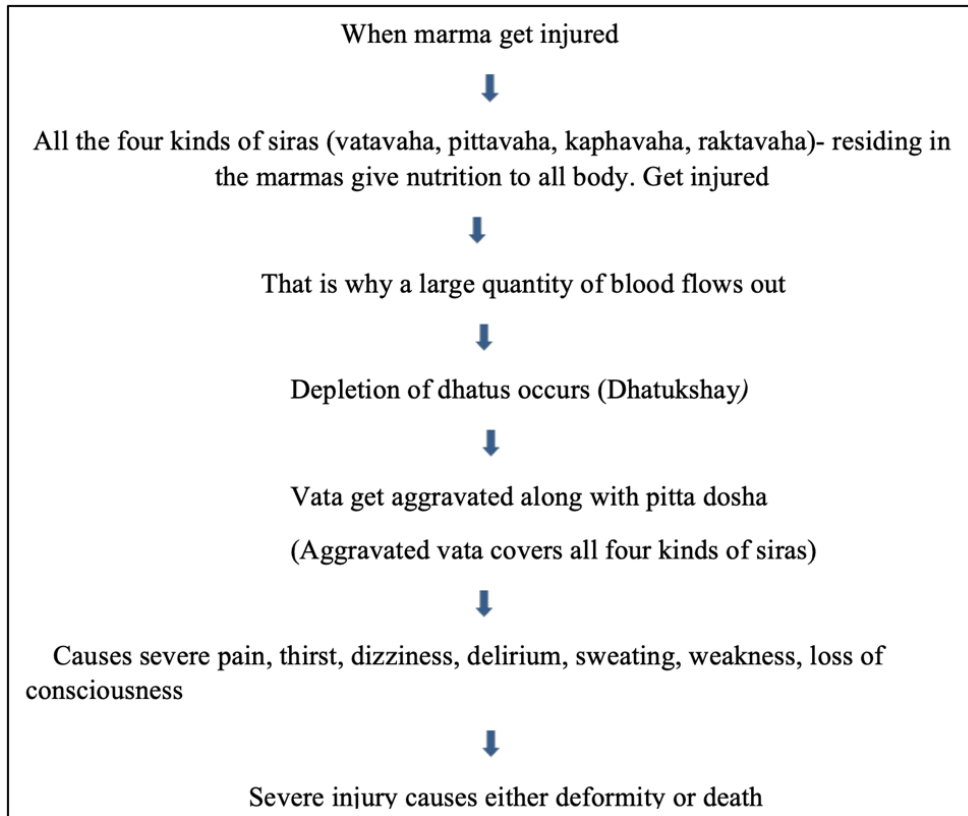 When marma get injured
All the four kinds of siras (vatavaha, pittavaha, kaphavaha, raktavaha)- residing in
the marmas give nutrition to all body. Get injured
That is why a large quantity of blood flows out
Depletion of dhatus occurs (Dhatukshay)
Vata get aggravated along with pitta dosha
(Aggravated vata covers all four kinds of siras)
Causes severe pain, thirst, dizziness, delirium, sweating, weakness, loss of
consciousness
Severe injury causes either deformity or death